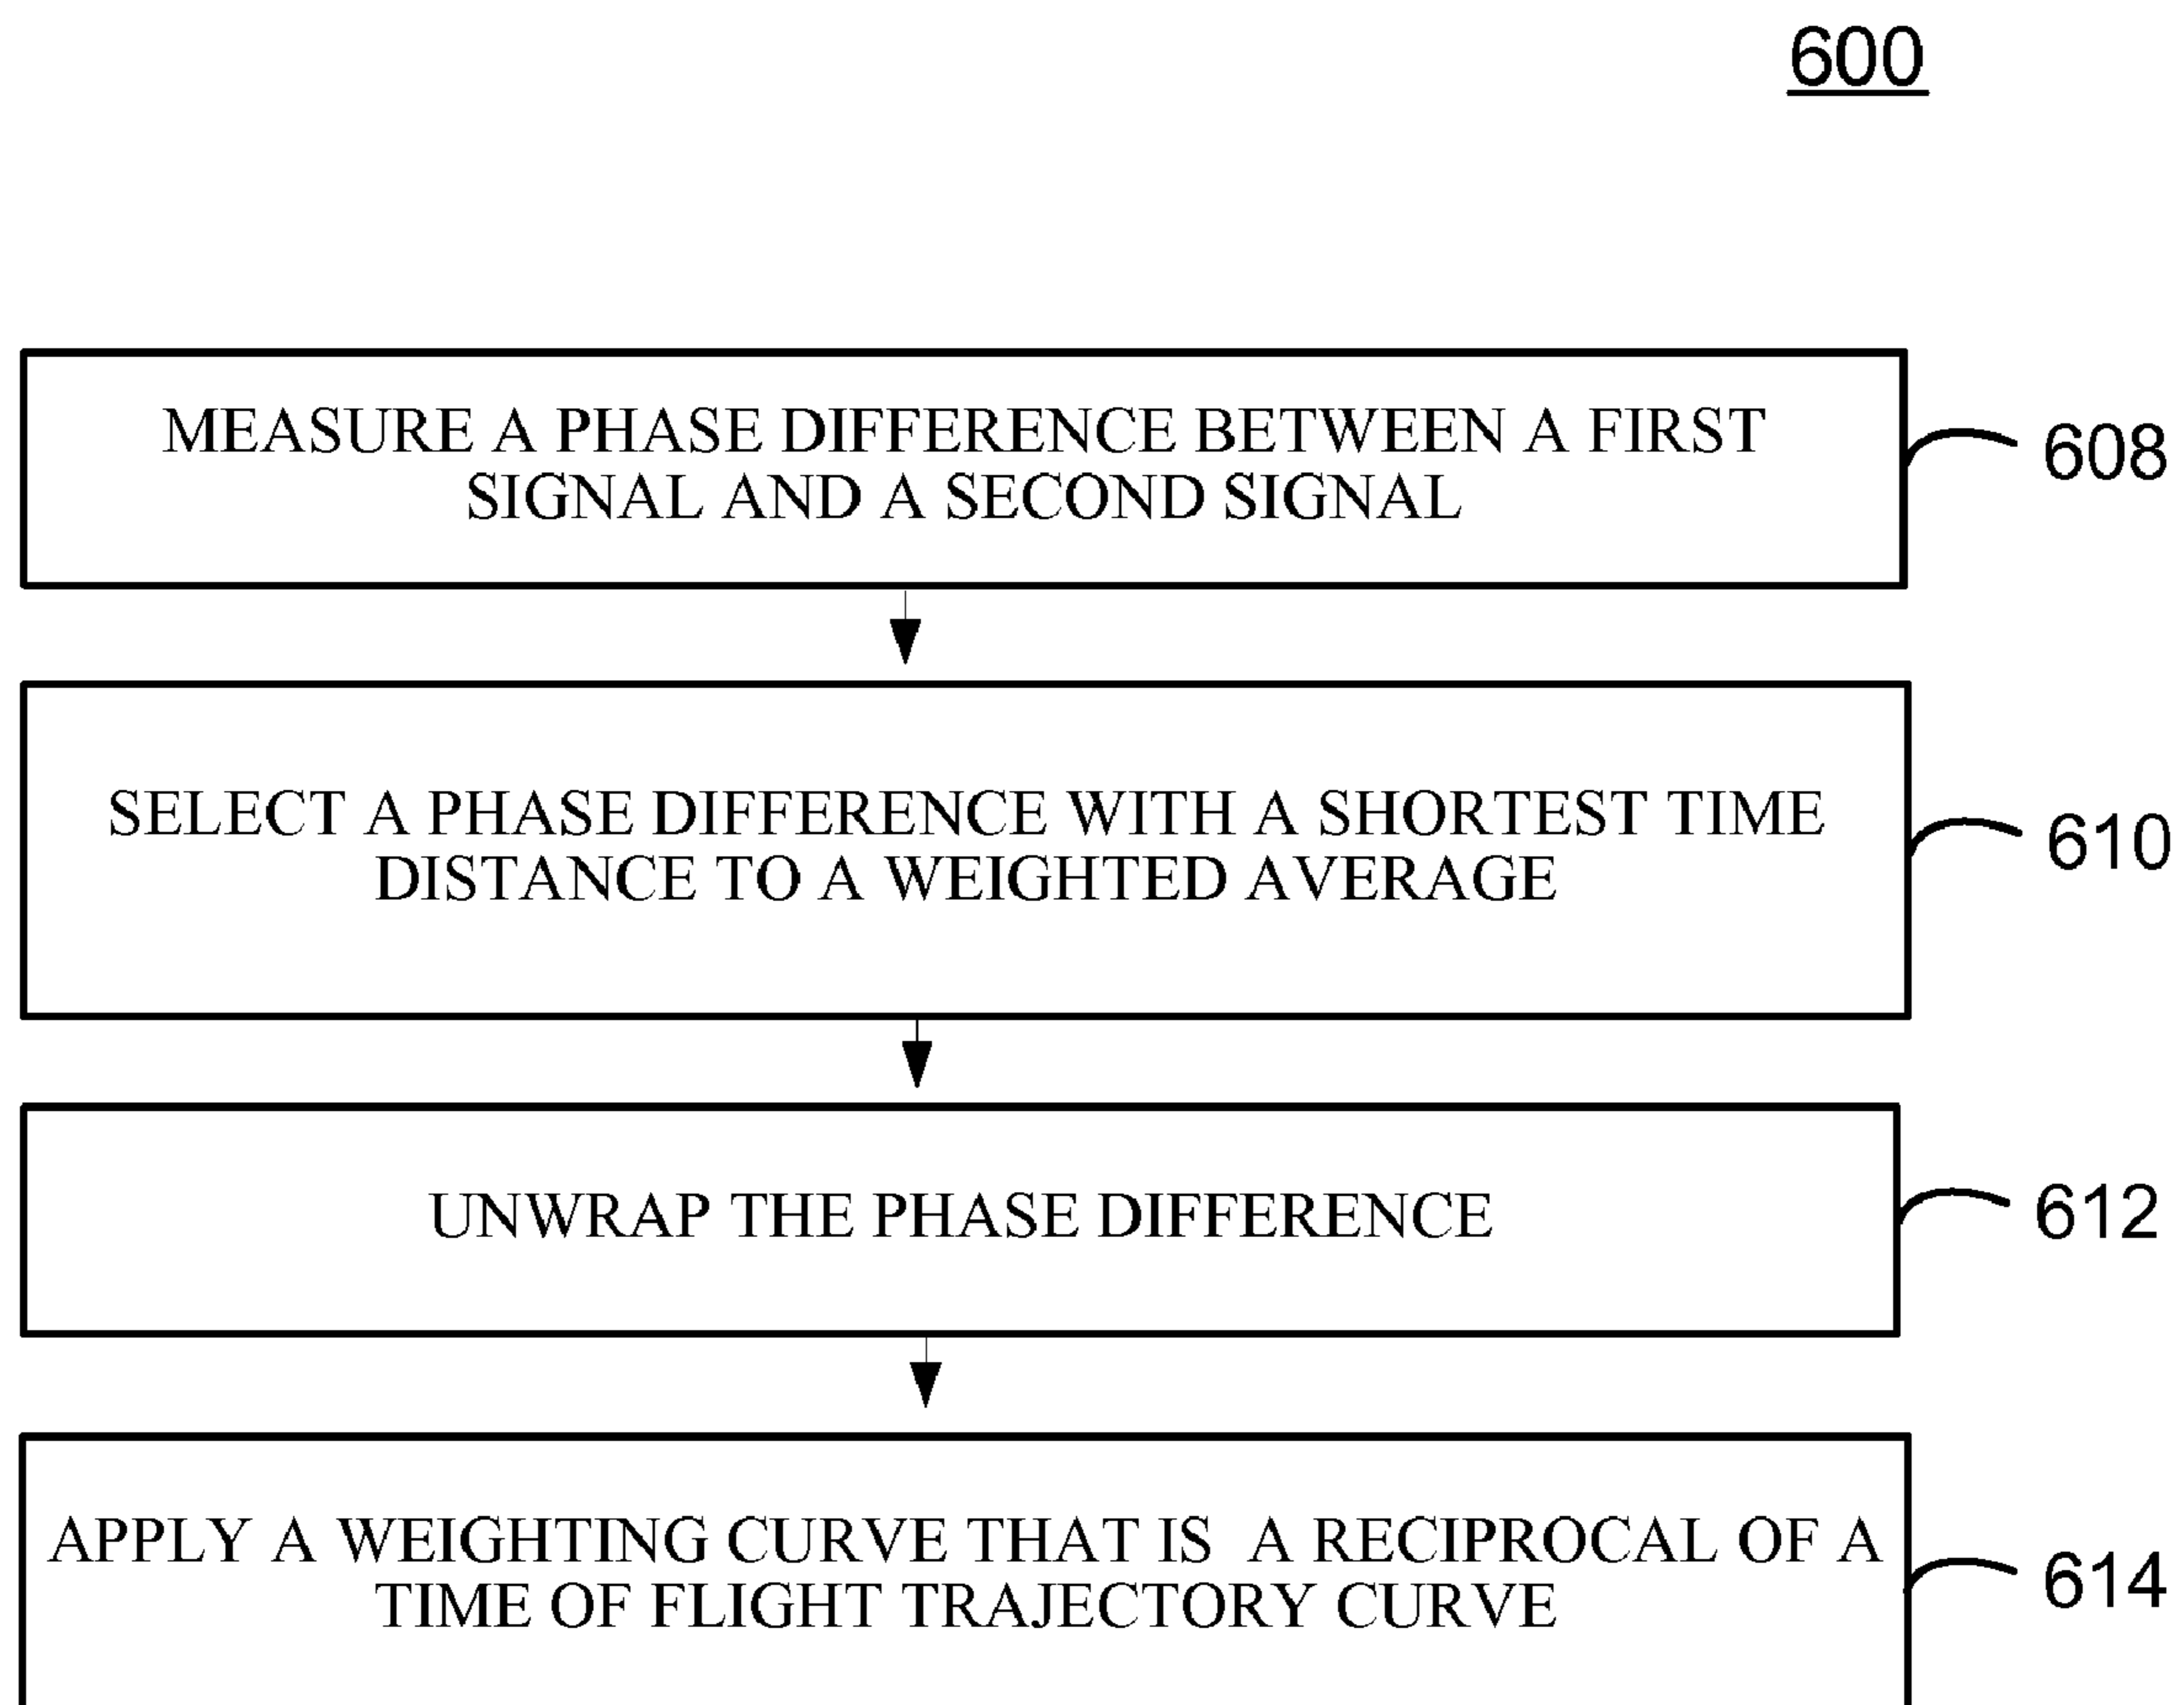 600
MEASURE A PHASE DIFFERENCE BETWEEN A FIRST
SIGNAL AND A SECOND SIGNAL
608
SELECT A PHASE DIFFERENCE WITH A SHORTEST TIME
DISTANCE TO A WEIGHTED AVERAGE
610
UNWRAP THE PHASE DIFFERENCE
612
APPLY A WEIGHTING CURVE THAT IS A RECIPROCAL OF A
TIME OF FLIGHT TRAJECTORY CURVE
614